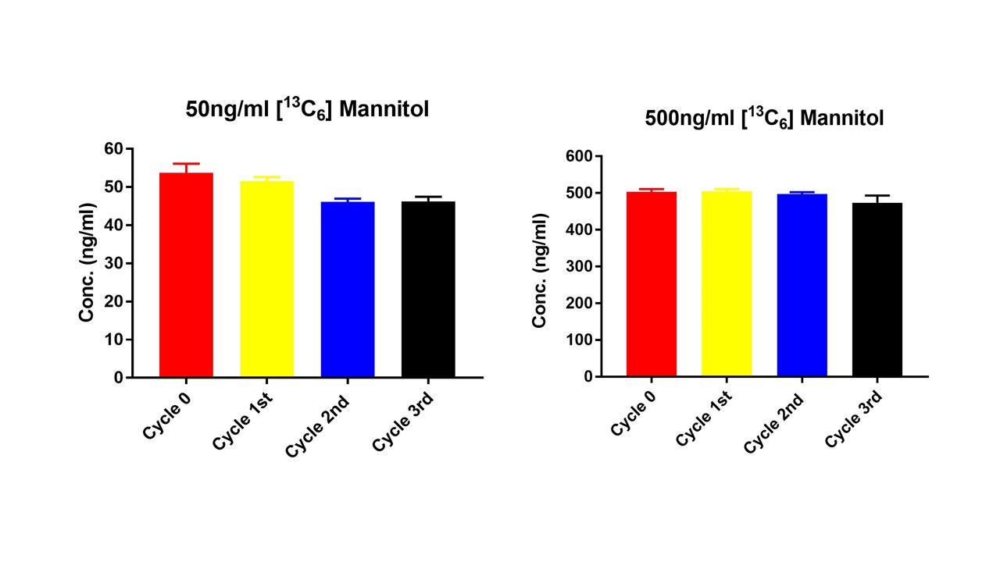 50ng/ml [¹³C₆] Mannitol
60
50
40
30
20
10
0
Conc. (ng/ml)
Cycle 0
Cycle 1st
Cycle 2nd
Cycle 3rd
500ng/ml [¹³C₆] Mannitol
600
500
400
300
200
100
0
Conc. (ng/ml)
Cycle 0
Cycle 1st
Cycle 2nd
Cycle 3rd